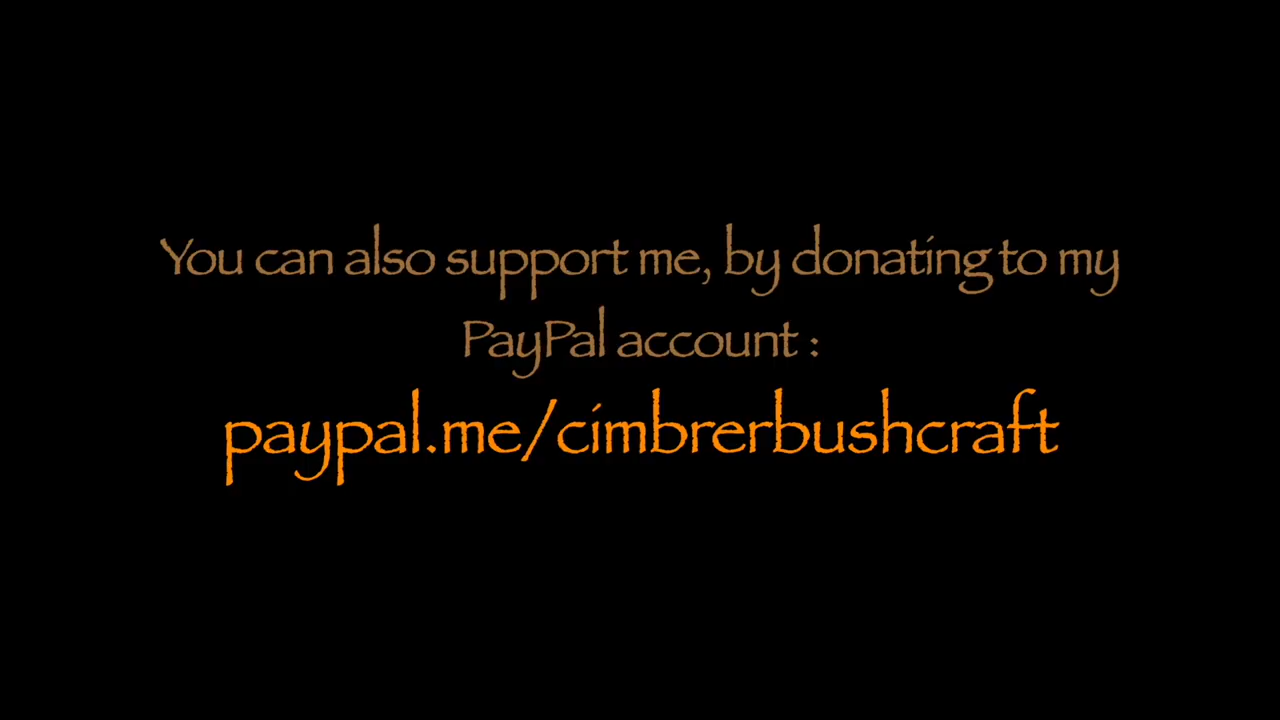 You can also support me, by donating to my
PayPal account :
paypal.me/cimbrerbushcraft